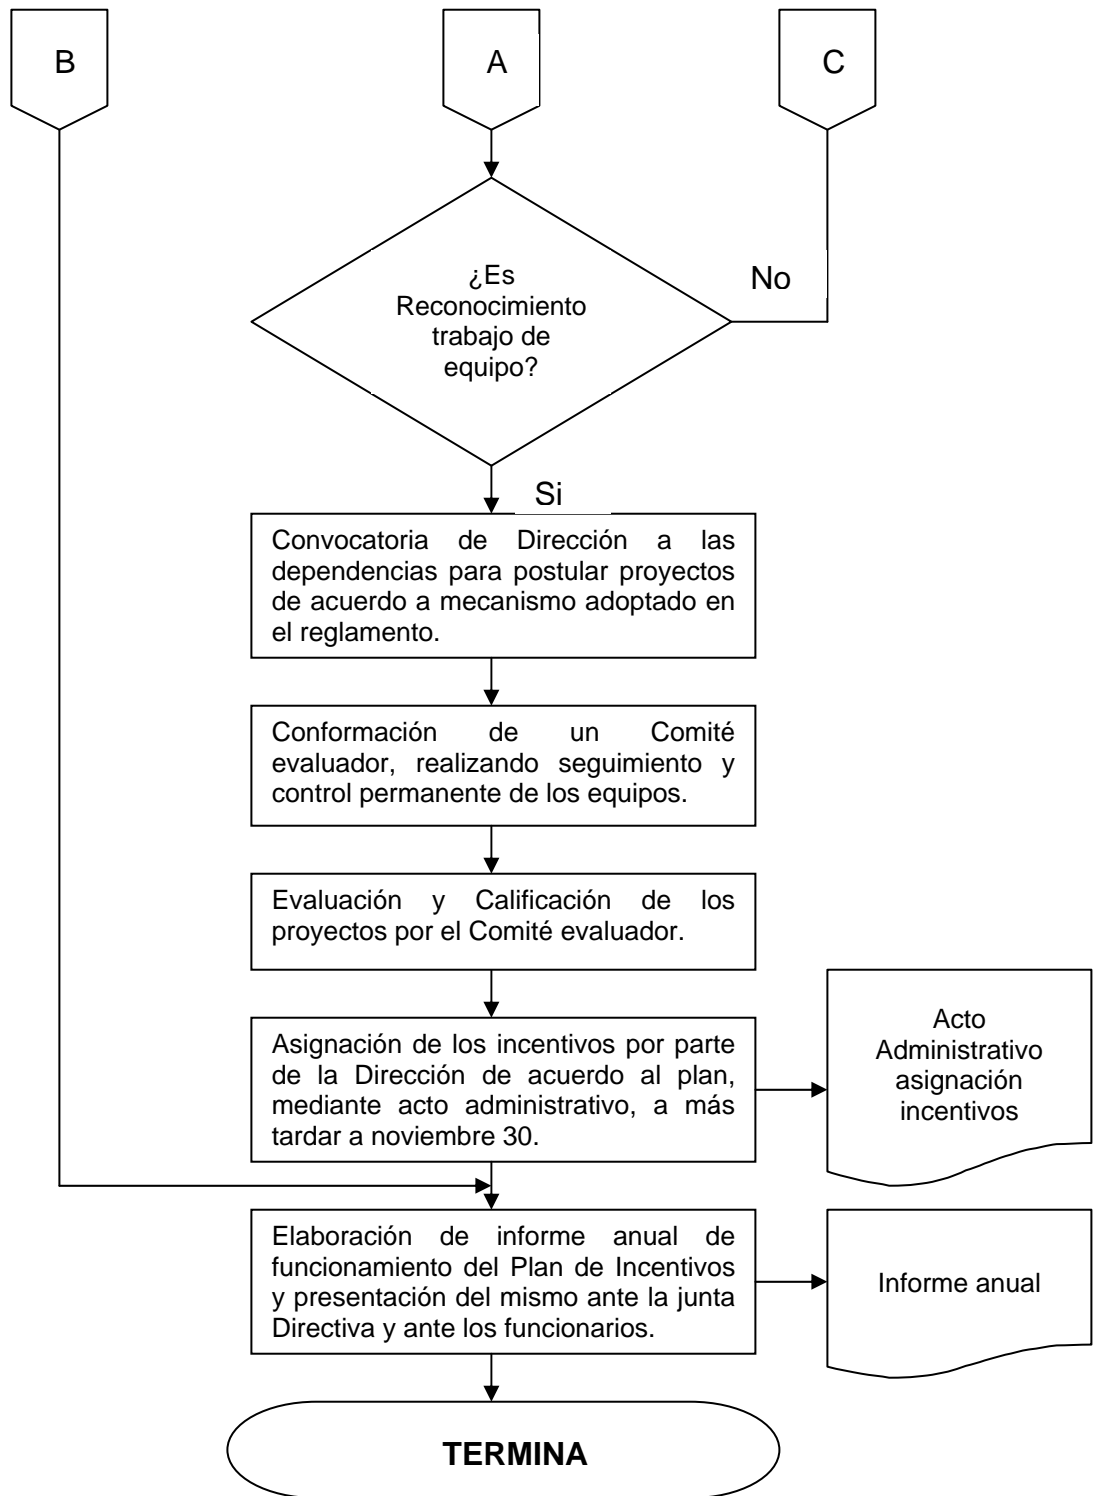 B
A
C
¿Es
Reconocimiento
trabajo de
equipo?
No
Si
Convocatoria de Dirección a las
dependencias para postular proyectos
de acuerdo a mecanismo adoptado en
el reglamento.
Conformación de un Comité
evaluador, realizando seguimiento y
control permanente de los equipos.
Evaluación y Calificación de los
proyectos por el Comité evaluador.
Asignación de los incentivos por parte
de la Dirección de acuerdo al plan,
mediante acto administrativo, a más
tardar a noviembre 30.
Acto
Administrativo
asignación
incentivos
Elaboración de informe anual de
funcionamiento del Plan de Incentivos
y presentación del mismo ante la junta
Directiva y ante los funcionarios.
Informe anual
TERMINA